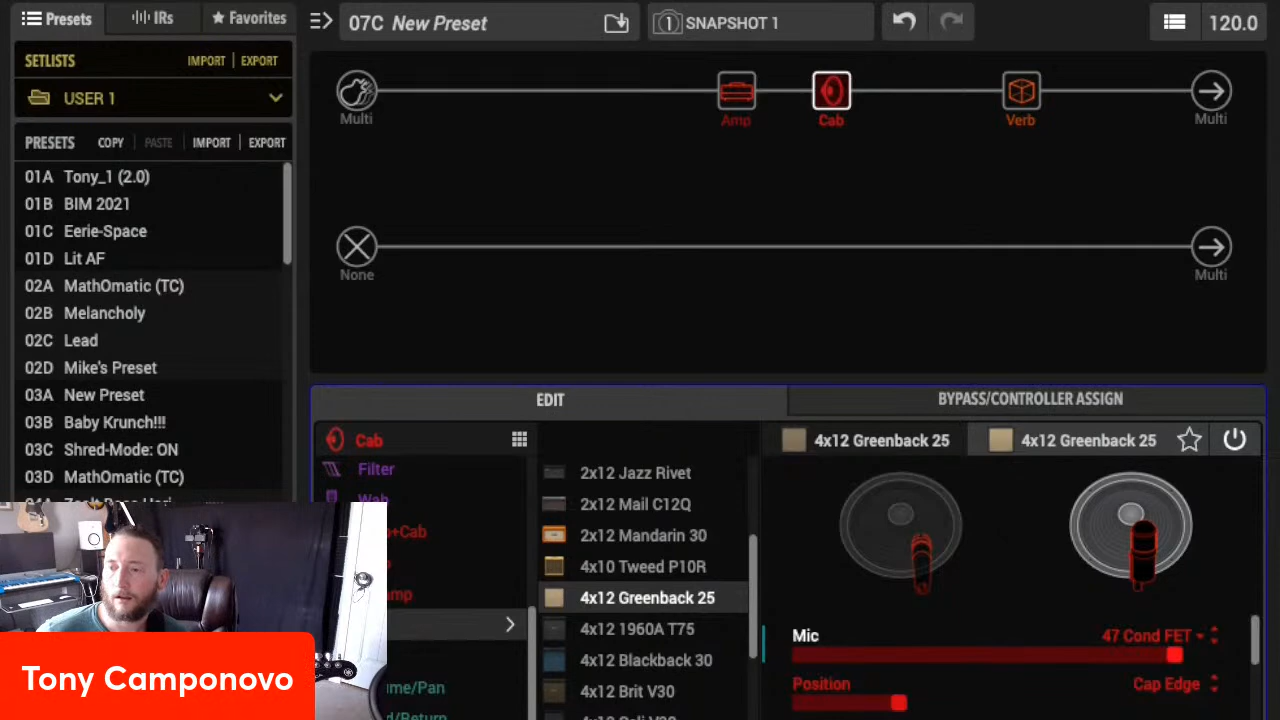 Presets IRs Favorites
07C New Preset
1 SNAPSHOT 1
120.0
SETLISTS IMPORT EXPORT
USER 1
PRESETS COPY PASTE IMPORT EXPORT
01A Tony_1 (2.0)
01B BIM 2021
01C Eerie-Space
01D Lit AF
02A MathOmatic (TC)
02B Melancholy
02C Lead
02D Mike's Preset
03A New Preset
03B Baby Krunch!!!
03C Shred-Mode: ON
03D MathOmatic (TC)
Multi Amp Cab Verb Multi
None Multi
EDIT BYPASS/CONTROLLER ASSIGN
Cab
Filter
2x12 Jazz Rivet
2x12 Mail C12Q
2x12 Mandarin 30
4x10 Tweed P10R
4x12 Greenback 25
4x12 1960A T75
4x12 Blackback 30
4x12 Brit V30
4x12 Greenback 25 4x12 Greenback 25
Mic 47 Cond FET
Position Cap Edge
Tony Camponovo